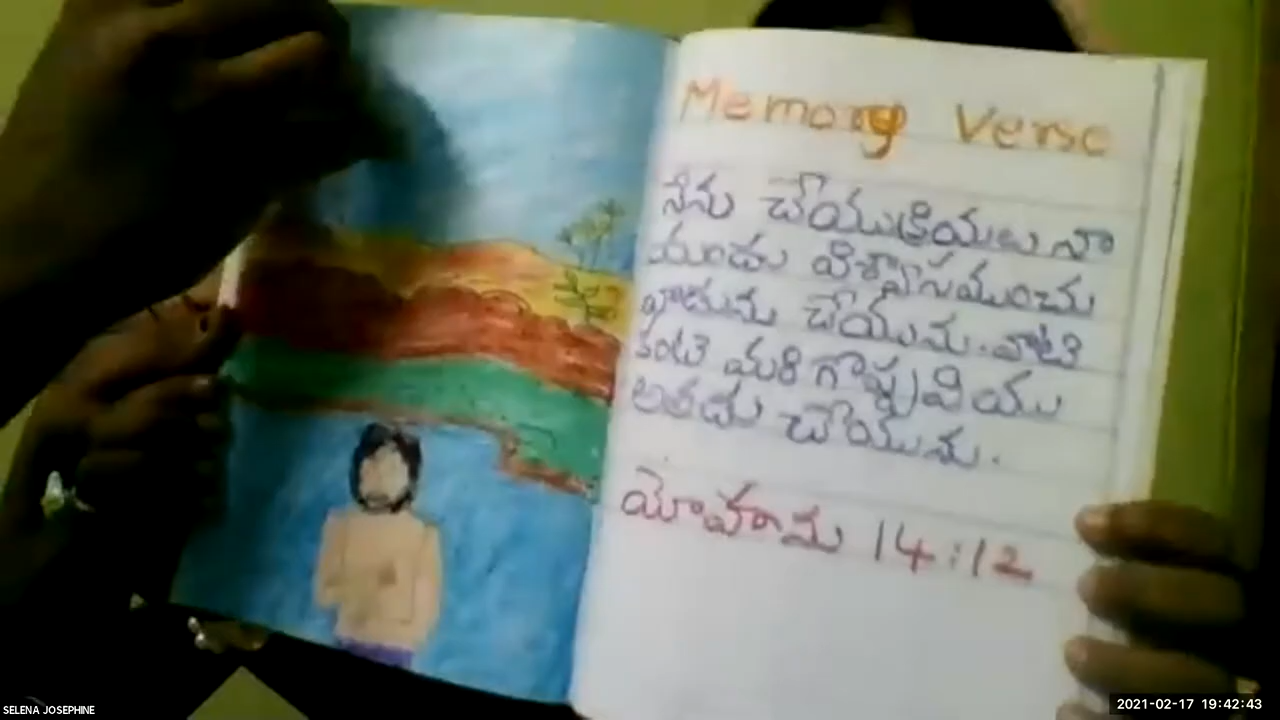 Memory Verse
నేను చేయుక్రియలు నా
యందు విశ్వాసముంచు
వాడును చేయును. వాటి
కంటె మరి గొప్పవియు
అతడు చేయును.
యోహాను 14:12
SELENA JOSEPHINE
2021-02-17 19:42:43